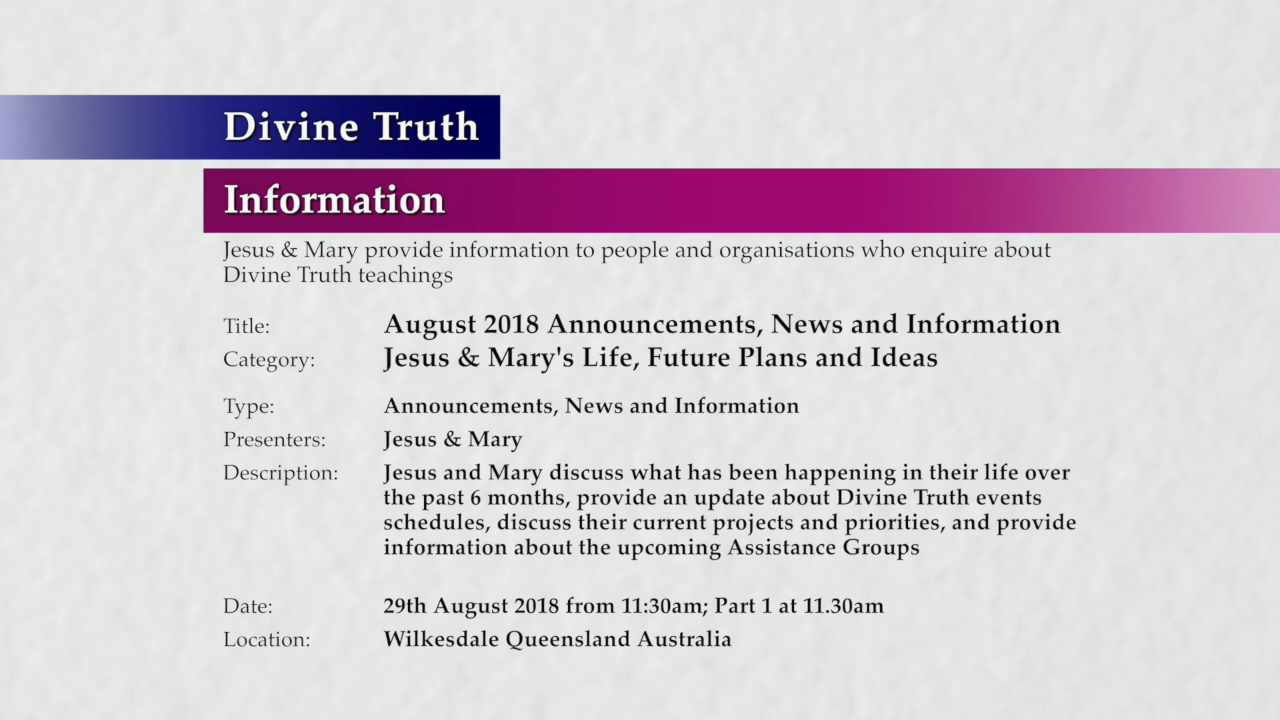 Divine Truth
Information
Jesus & Mary provide information to people and organisations who enquire about
Divine Truth teachings
Title: August 2018 Announcements, News and Information
Category: Jesus & Mary's Life, Future Plans and Ideas
Type: Announcements, News and Information
Presenters: Jesus & Mary
Description: Jesus and Mary discuss what has been happening in their life over
the past 6 months, provide an update about Divine Truth events
schedules, discuss their current projects and priorities, and provide
information about the upcoming Assistance Groups
Date: 29th August 2018 from 11:30am; Part 1 at 11.30am
Location: Wilkesdale Queensland Australia